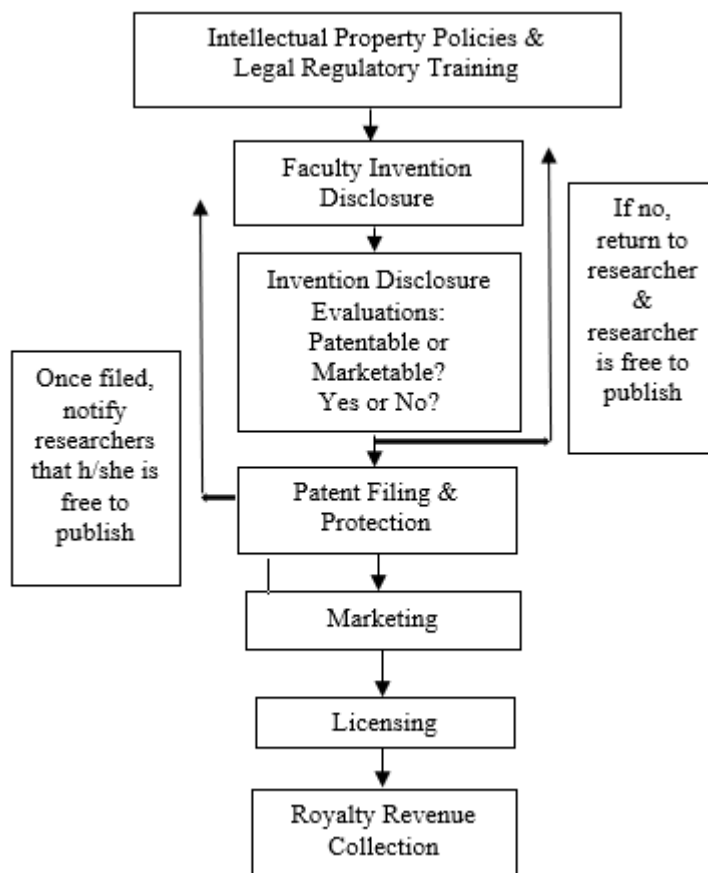 Intellectual Property Policies &
Legal Regulatory Training
Faculty Invention
Disclosure
Invention Disclosure
Evaluations:
Patentable or
Marketable?
Yes or No?
If no,
return to
researcher
&
researcher
is free to
publish
Once filed,
notify
researchers
that h/she is
free to
publish
Patent Filing &
Protection
Marketing
Licensing
Royalty Revenue
Collection